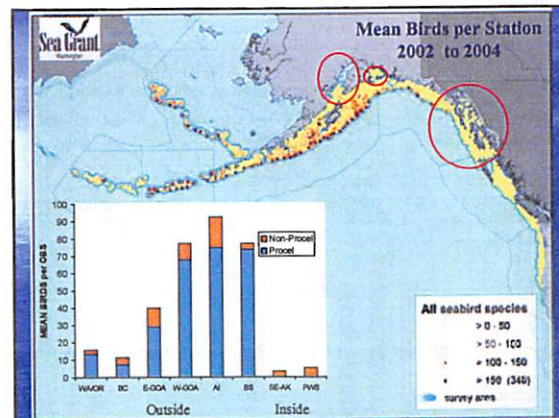 Sea Grant
Washington
Mean Birds per Station
2002 to 2004
MEAN BIRDS per OBS
100
90
80
70
60
50
40
30
20
10
0
Non-Procel
Procel
WA/OR BC E-GOA W-GOA AI BS SE-AK PWS
Outside Inside
All seabird species
> 0 - 50
> 50 - 100
> 100 - 150
> 150 (348)
survey area